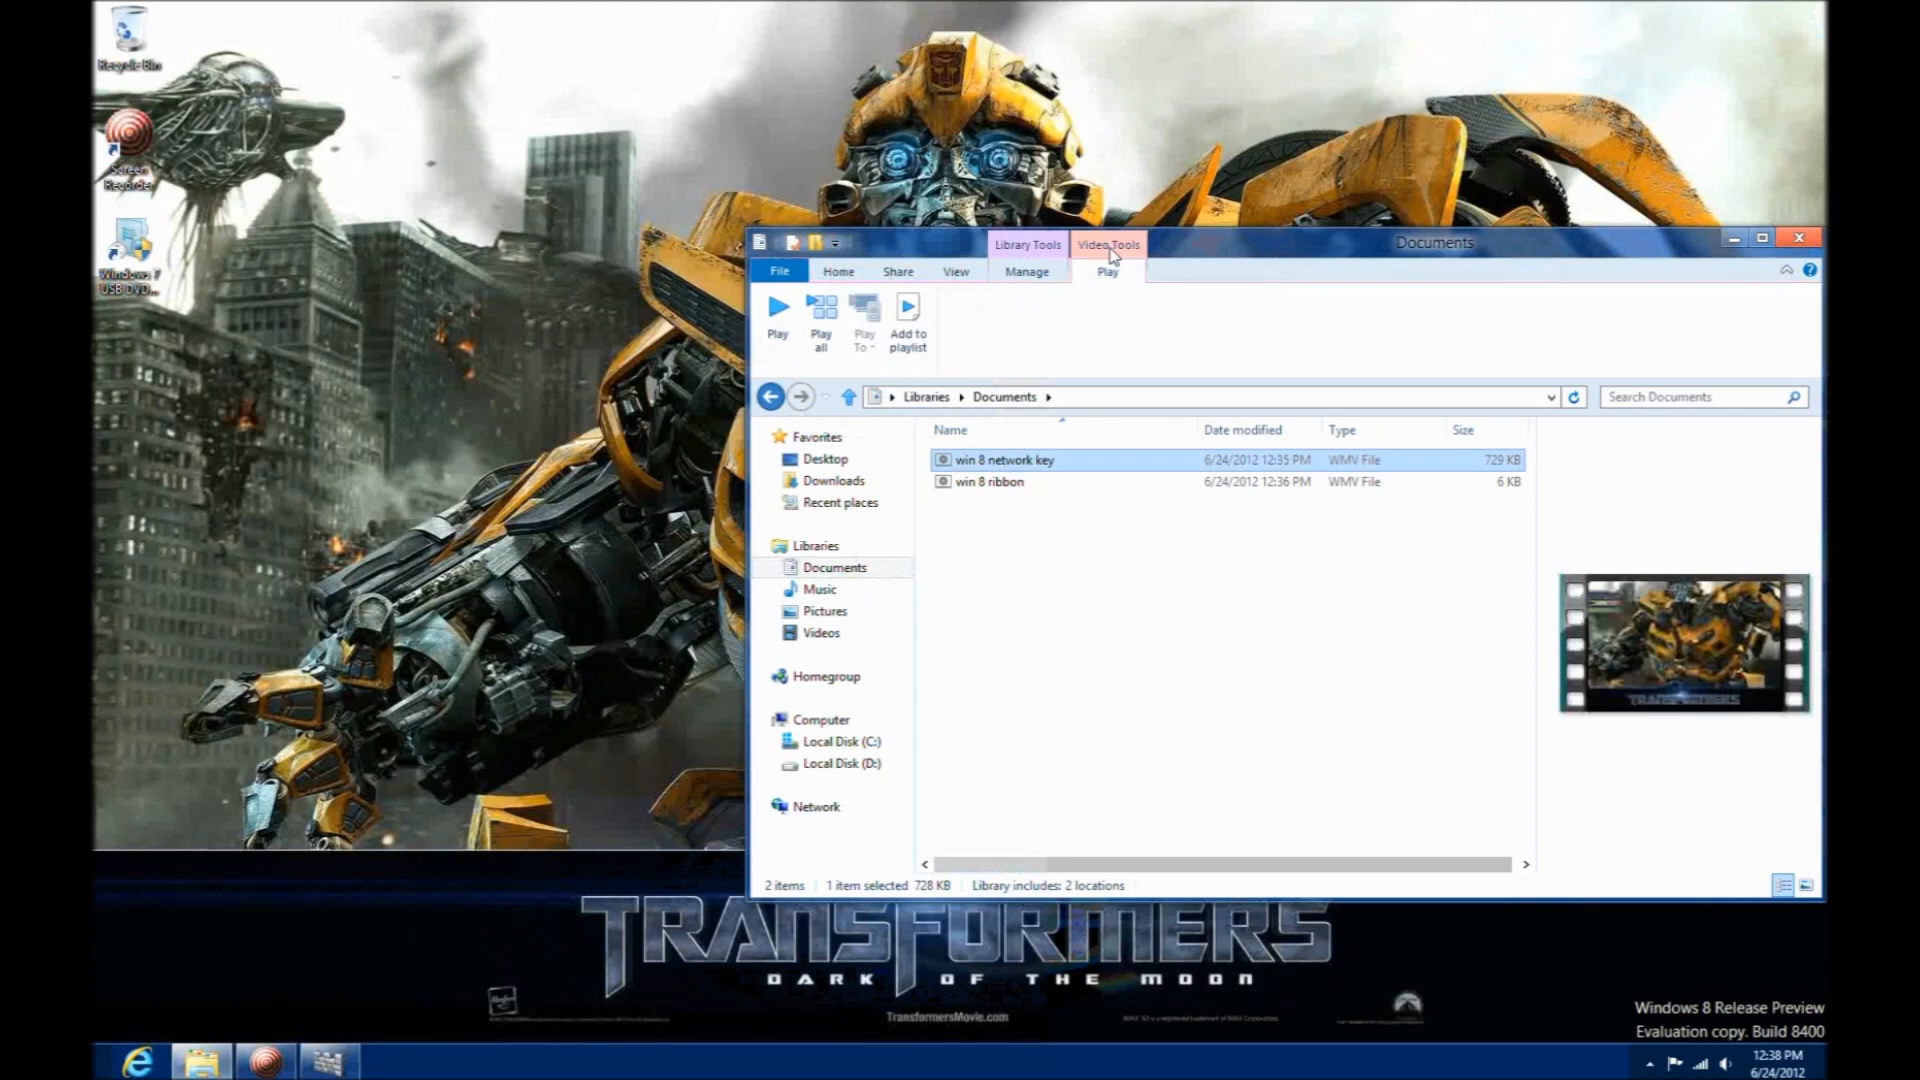 Recycle Bin
Screen
Recorder
Windows 7
USB DVD...
Library Tools
Video Tools
Documents
File
Home
Share
View
Manage
Play
Play
Play
all
Play
To
Add to
playlist
Libraries
Documents
Search Documents
Favorites
Desktop
Downloads
Recent places
Libraries
Documents
Music
Pictures
Videos
Homegroup
Computer
Local Disk (C:)
Local Disk (D:)
Network
Name Date modified Type Size
win 8 network key 6/24/2012 12:35 PM WMV File 729 KB
win 8 ribbon 6/24/2012 12:36 PM WMV File 6 KB
TRANSFORMERS
2 items 1 item selected 728 KB Library includes: 2 locations
TRANSFORMERS
DARK OF THE MOON
TransformersMovie.com
Windows 8 Release Preview
Evaluation copy. Build 8400
12:38 PM
6/24/2012